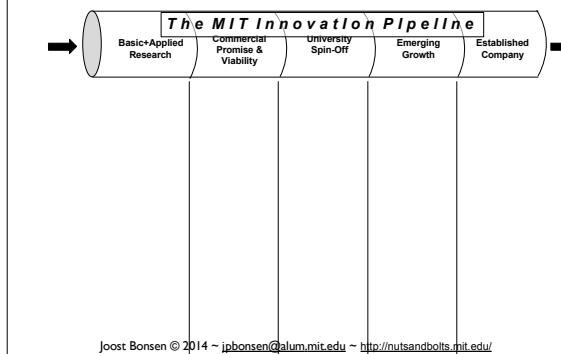 The MIT Innovation Pipeline
Basic+Applied
Research
Commercial
Promise &
Viability
University
Spin-Off
Emerging
Growth
Established
Company
Joost Bonsen © 2014 ~ jpbonsen@alum.mit.edu ~ http://nutsandbolts.mit.edu/